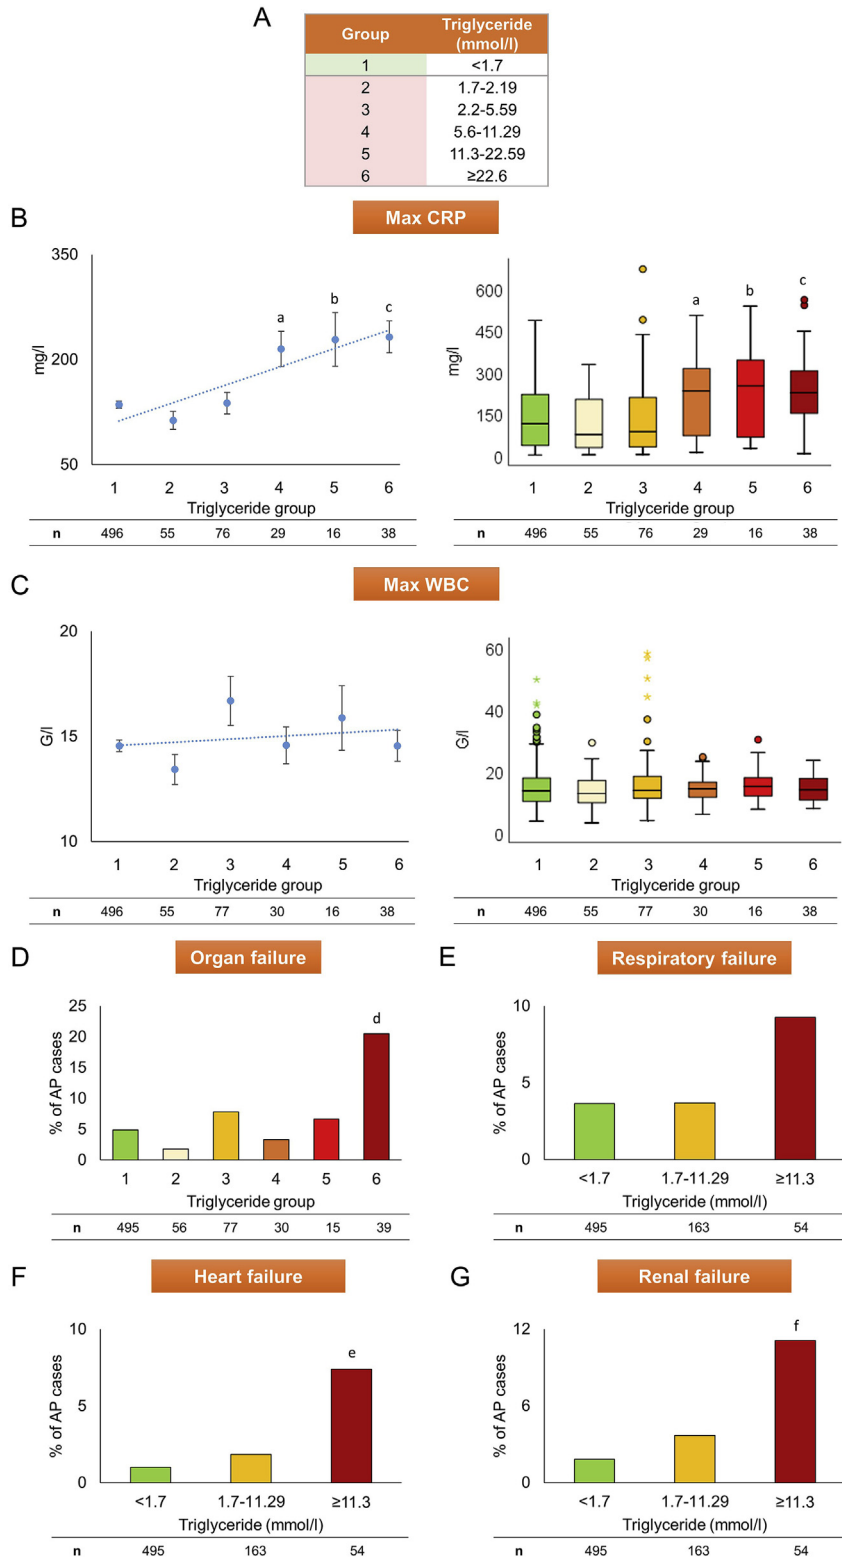 A
Group Triglyceride (mmol/l)
1 <1.7
2 1.7-2.19
3 2.2-5.59
4 5.6-11.29
5 11.3-22.59
6 ≥22.6
B
Max CRP
350
200
50
mg/l
a b c
1 2 3 4 5 6
Triglyceride group
n 496 55 76 29 16 38
600
450
300
150
0
mg/l
a b c
1 2 3 4 5 6
Triglyceride group
n 496 55 76 29 16 38
C
Max WBC
20
15
10
G/l
1 2 3 4 5 6
Triglyceride group
n 496 55 77 30 16 38
60
40
20
0
G/l
1 2 3 4 5 6
Triglyceride group
n 496 55 77 30 16 38
D
Organ failure
25
20
15
10
5
0
% of AP cases
d
1 2 3 4 5 6
Triglyceride group
n 495 56 77 30 15 39
E
Respiratory failure
10
5
0
% of AP cases
<1.7 1.7-11.29 ≥11.3
Triglyceride (mmol/l)
n 495 163 54
F
Heart failure
10
5
0
% of AP cases
e
<1.7 1.7-11.29 ≥11.3
Triglyceride (mmol/l)
n 495 163 54
G
Renal failure
12
6
0
% of AP cases
f
<1.7 1.7-11.29 ≥11.3
Triglyceride (mmol/l)
n 495 163 54